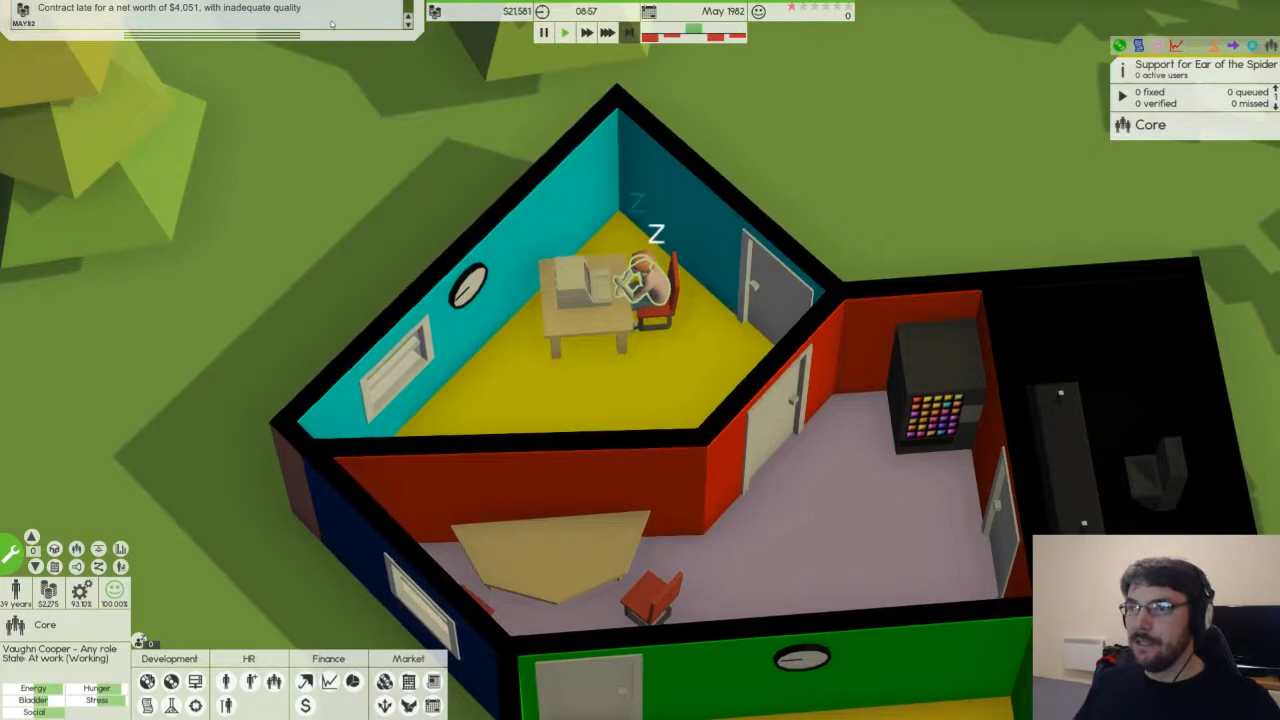 Contract late for a net worth of $4,051, with inadequate quality
MAY82
$21,581
08:57
May 1982
0
Support for Ear of the Spider
0 active users
0 fixed
0 queued
0 verified
0 missed
1
Core
Z
Z
0
39 years
$2,275
93.10%
100.00%
Core
Vaughn Cooper - Any role
State: At work (Working)
Energy
Hunger
Bladder
Stress
Social
0
Development
HR
Finance
Market